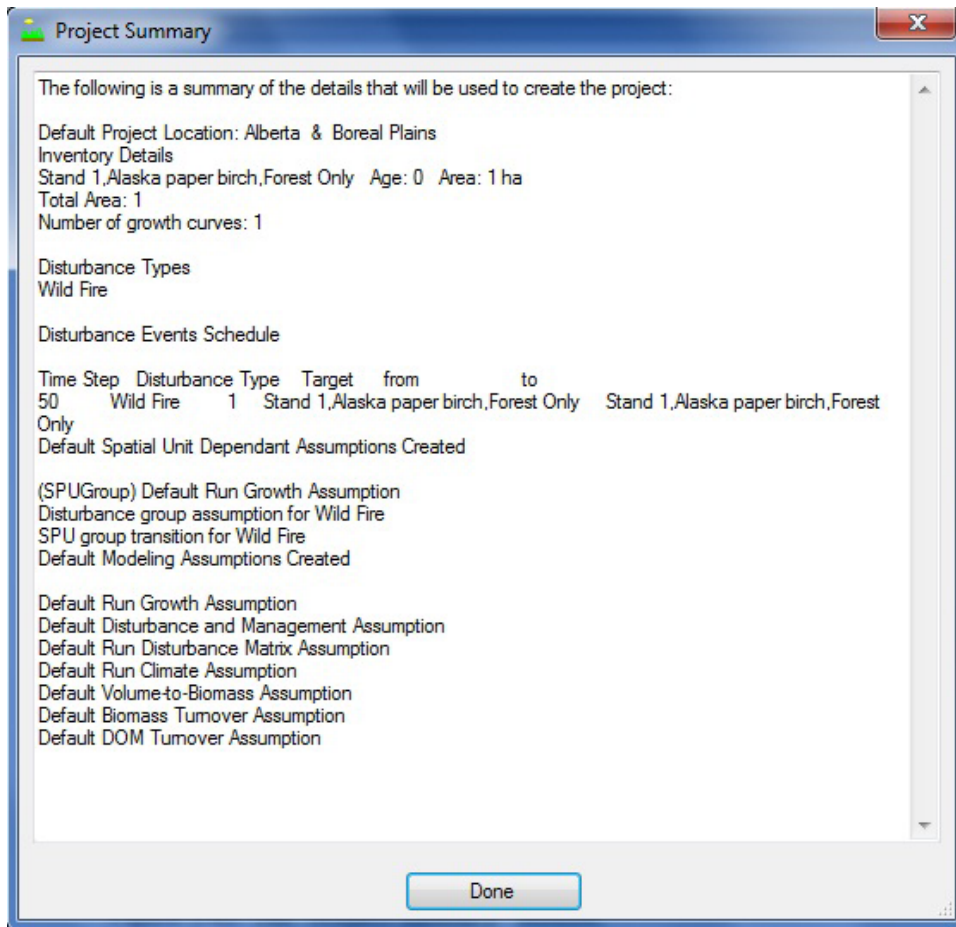 Project Summary
The following is a summary of the details that will be used to create the project:
Default Project Location: Alberta & Boreal Plains
Inventory Details
Stand 1,Alaska paper birch,Forest Only Age: 0 Area: 1 ha
Total Area: 1
Number of growth curves: 1
Disturbance Types
Wild Fire
Disturbance Events Schedule
Time Step Disturbance Type Target from to
50 Wild Fire 1 Stand 1,Alaska paper birch,Forest Only Stand 1,Alaska paper birch,Forest
Only
Default Spatial Unit Dependant Assumptions Created
(SPUGroup) Default Run Growth Assumption
Disturbance group assumption for Wild Fire
SPU group transition for Wild Fire
Default Modeling Assumptions Created
Default Run Growth Assumption
Default Disturbance and Management Assumption
Default Run Disturbance Matrix Assumption
Default Run Climate Assumption
Default Volume-to-Biomass Assumption
Default Biomass Turnover Assumption
Default DOM Turnover Assumption
Done